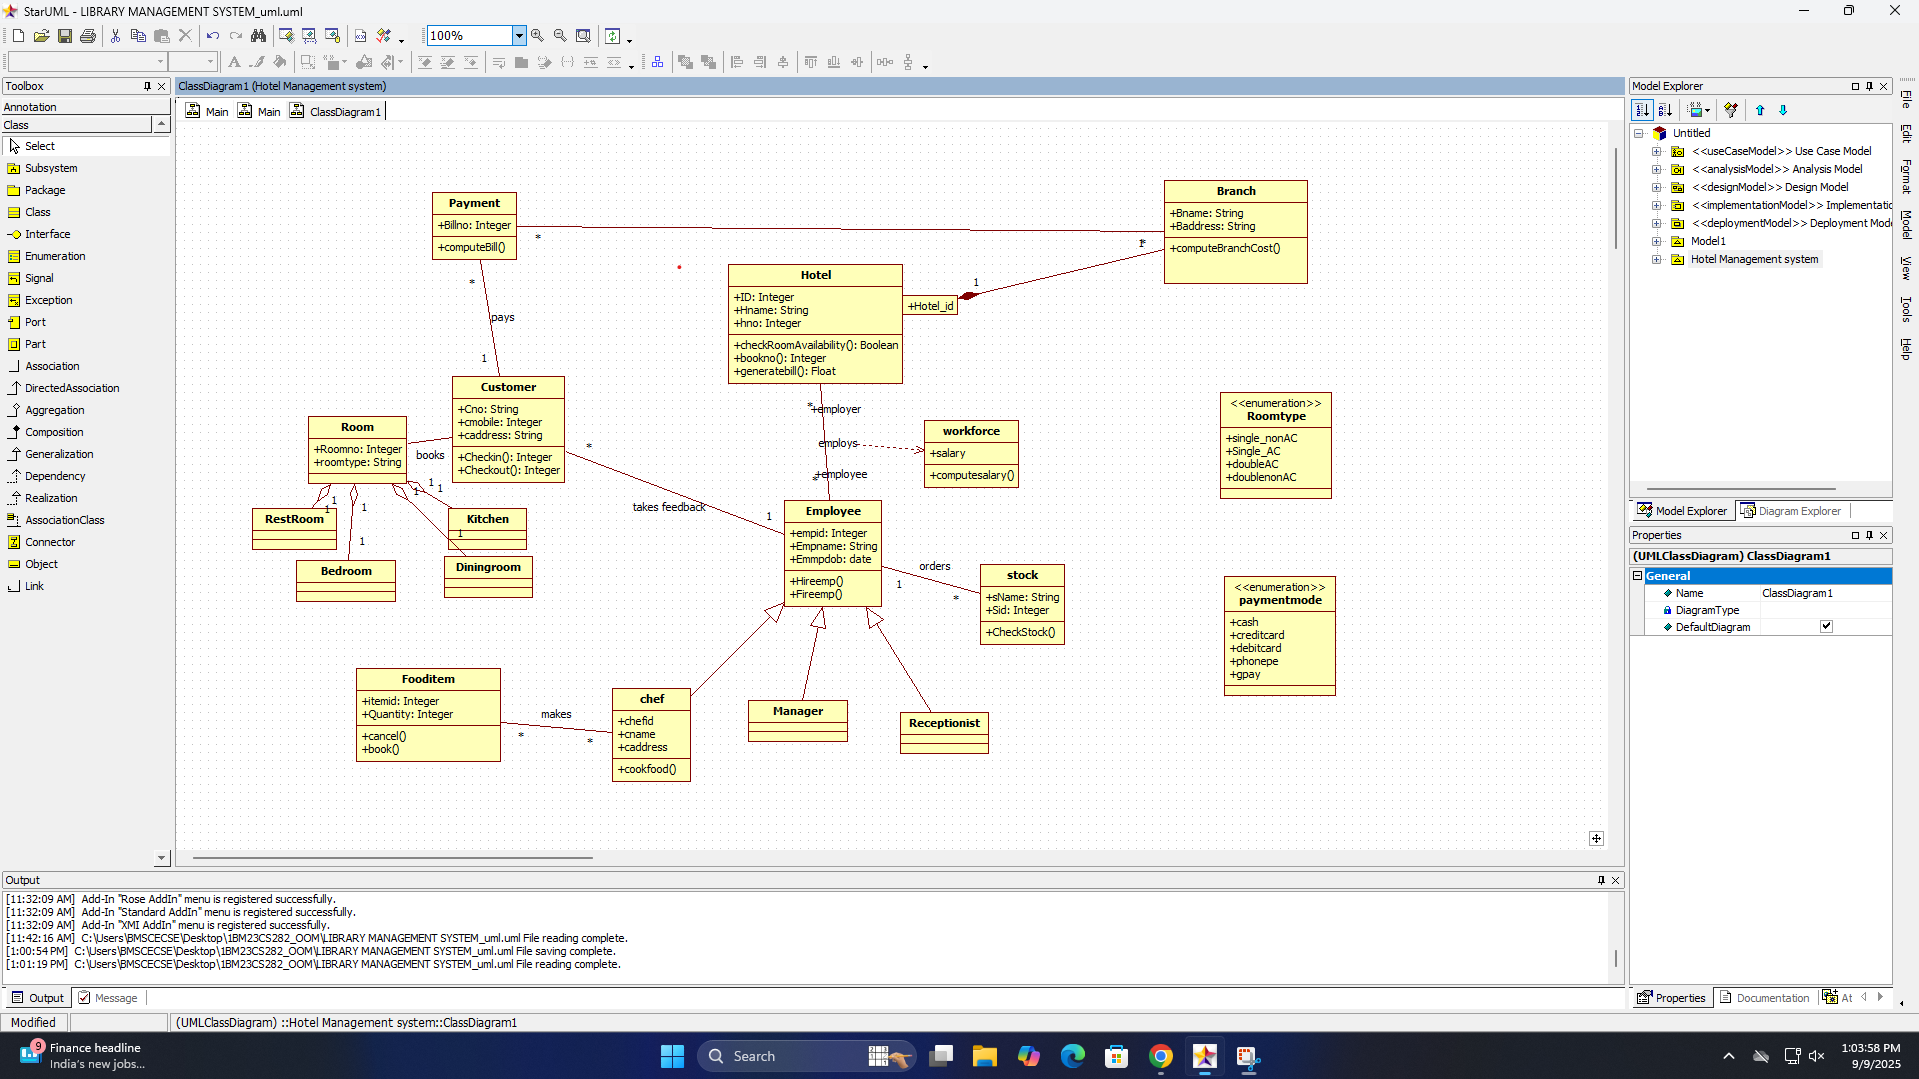 StarUML - LIBRARY MANAGEMENT SYSTEM_uml.uml
100%
Toolbox
Annotation
Class
Select
Subsystem
Package
Class
Interface
Enumeration
Signal
Exception
Port
Part
Association
DirectedAssociation
Aggregation
Composition
Generalization
Dependency
Realization
AssociationClass
Connector
Object
Link
ClassDiagram1 (Hotel Management system)
Main
Main
ClassDiagram1
Payment
+Billno: Integer
+computeBill()
*
*
pays
1
Branch
+Bname: String
+Baddress: String
+computeBranchCost()
1
*
1
Hotel
+ID: Integer
+Hname: String
+hno: Integer
+checkRoomAvailability(): Boolean
+bookno(): Integer
+generatebill(): Float
+Hotel_id
Customer
+Cno: String
+cmobile: Integer
+caddress: String
+Checkin(): Integer
+Checkout(): Integer
Room
+Roomno: Integer
+roomtype: String
books
*
takes feedback
1
*
+employer
employs
+employee
*
workforce
+salary
+computesalary()
<<enumeration>>
Roomtype
+single_nonAC
+Single_AC
+doubleAC
+doublenonAC
1
1
1
1
1
1
1
1
RestRoom
Kitchen
Bedroom
Diningroom
Employee
+empid: Integer
+Empname: String
+Emmpdob: date
+Hireemp()
+Fireemp()
orders
1
*
stock
+sName: String
+Sid: Integer
+CheckStock()
<<enumeration>>
paymentmode
+cash
+creditcard
+debitcard
+phonepe
+gpay
Fooditem
+itemid: Integer
+Quantity: Integer
+cancel()
+book()
makes
*
*
chef
+chefid
+cname
+caddress
+cookfood()
Manager
Receptionist
Model Explorer
Untitled
<<useCaseModel>> Use Case Model
<<analysisModel>> Analysis Model
<<designModel>> Design Model
<<implementationModel>> Implementatic
<<deploymentModel>> Deployment Mod
Model1
Hotel Management system
Model Explorer
Diagram Explorer
Properties
(UMLClassDiagram) ClassDiagram1
General
Name
ClassDiagram1
DiagramType
DefaultDiagram
Properties
Documentation
At
File
Edit
Format
Model
View
Tools
Help
Output
[11:32:09 AM]  Add-In "Rose AddIn" menu is registered successfully.
[11:32:09 AM]  Add-In "Standard AddIn" menu is registered successfully.
[11:32:09 AM]  Add-In "XMI AddIn" menu is registered successfully.
[11:42:16 AM]  C:\Users\BMSCECSE\Desktop\1BM23CS282_OOM\LIBRARY MANAGEMENT SYSTEM_uml.uml File reading complete.
[1:00:54 PM]  C:\Users\BMSCECSE\Desktop\1BM23CS282_OOM\LIBRARY MANAGEMENT SYSTEM_uml.uml File saving complete.
[1:01:19 PM]  C:\Users\BMSCECSE\Desktop\1BM23CS282_OOM\LIBRARY MANAGEMENT SYSTEM_uml.uml File reading complete.
Output
Message
Modified
(UMLClassDiagram) ::Hotel Management system::ClassDiagram1
9
Finance headline
India's new jobs...
Search
1:03:58 PM
9/9/2025